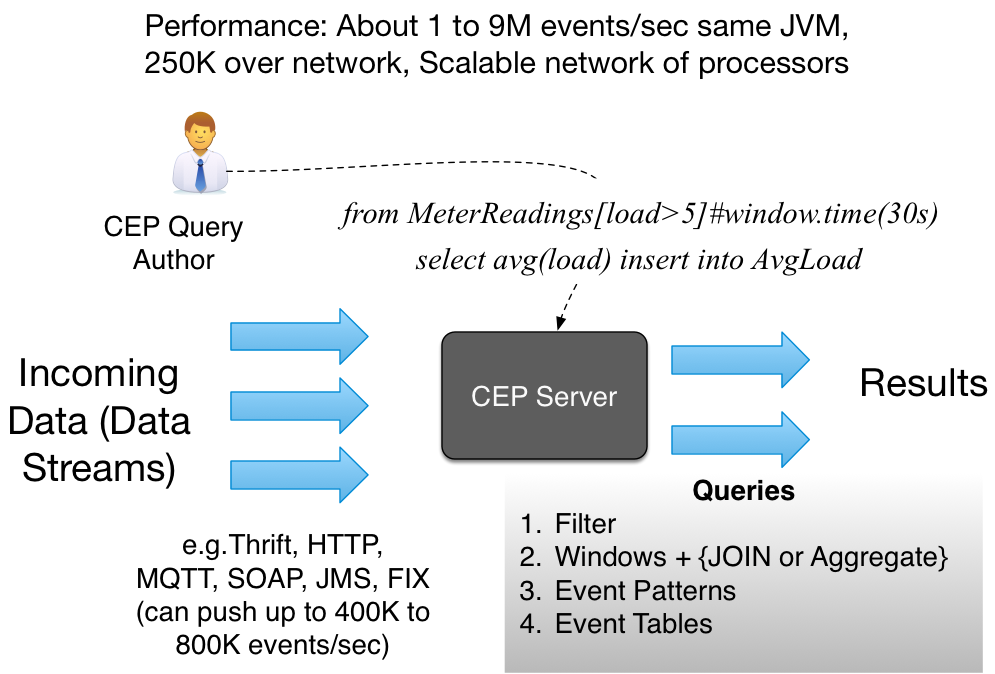 Performance: About 1 to 9M events/sec same JVM,
250K over network, Scalable network of processors
CEP Query
Author
from MeterReadings[load>5]#window.time(30s)
select avg(load) insert into AvgLoad
Incoming
Data (Data
Streams)
CEP Server
Results
e.g.Thrift, HTTP,
MQTT, SOAP, JMS, FIX
(can push up to 400K to
800K events/sec)
Queries
1. Filter
2. Windows + {JOIN or Aggregate}
3. Event Patterns
4. Event Tables